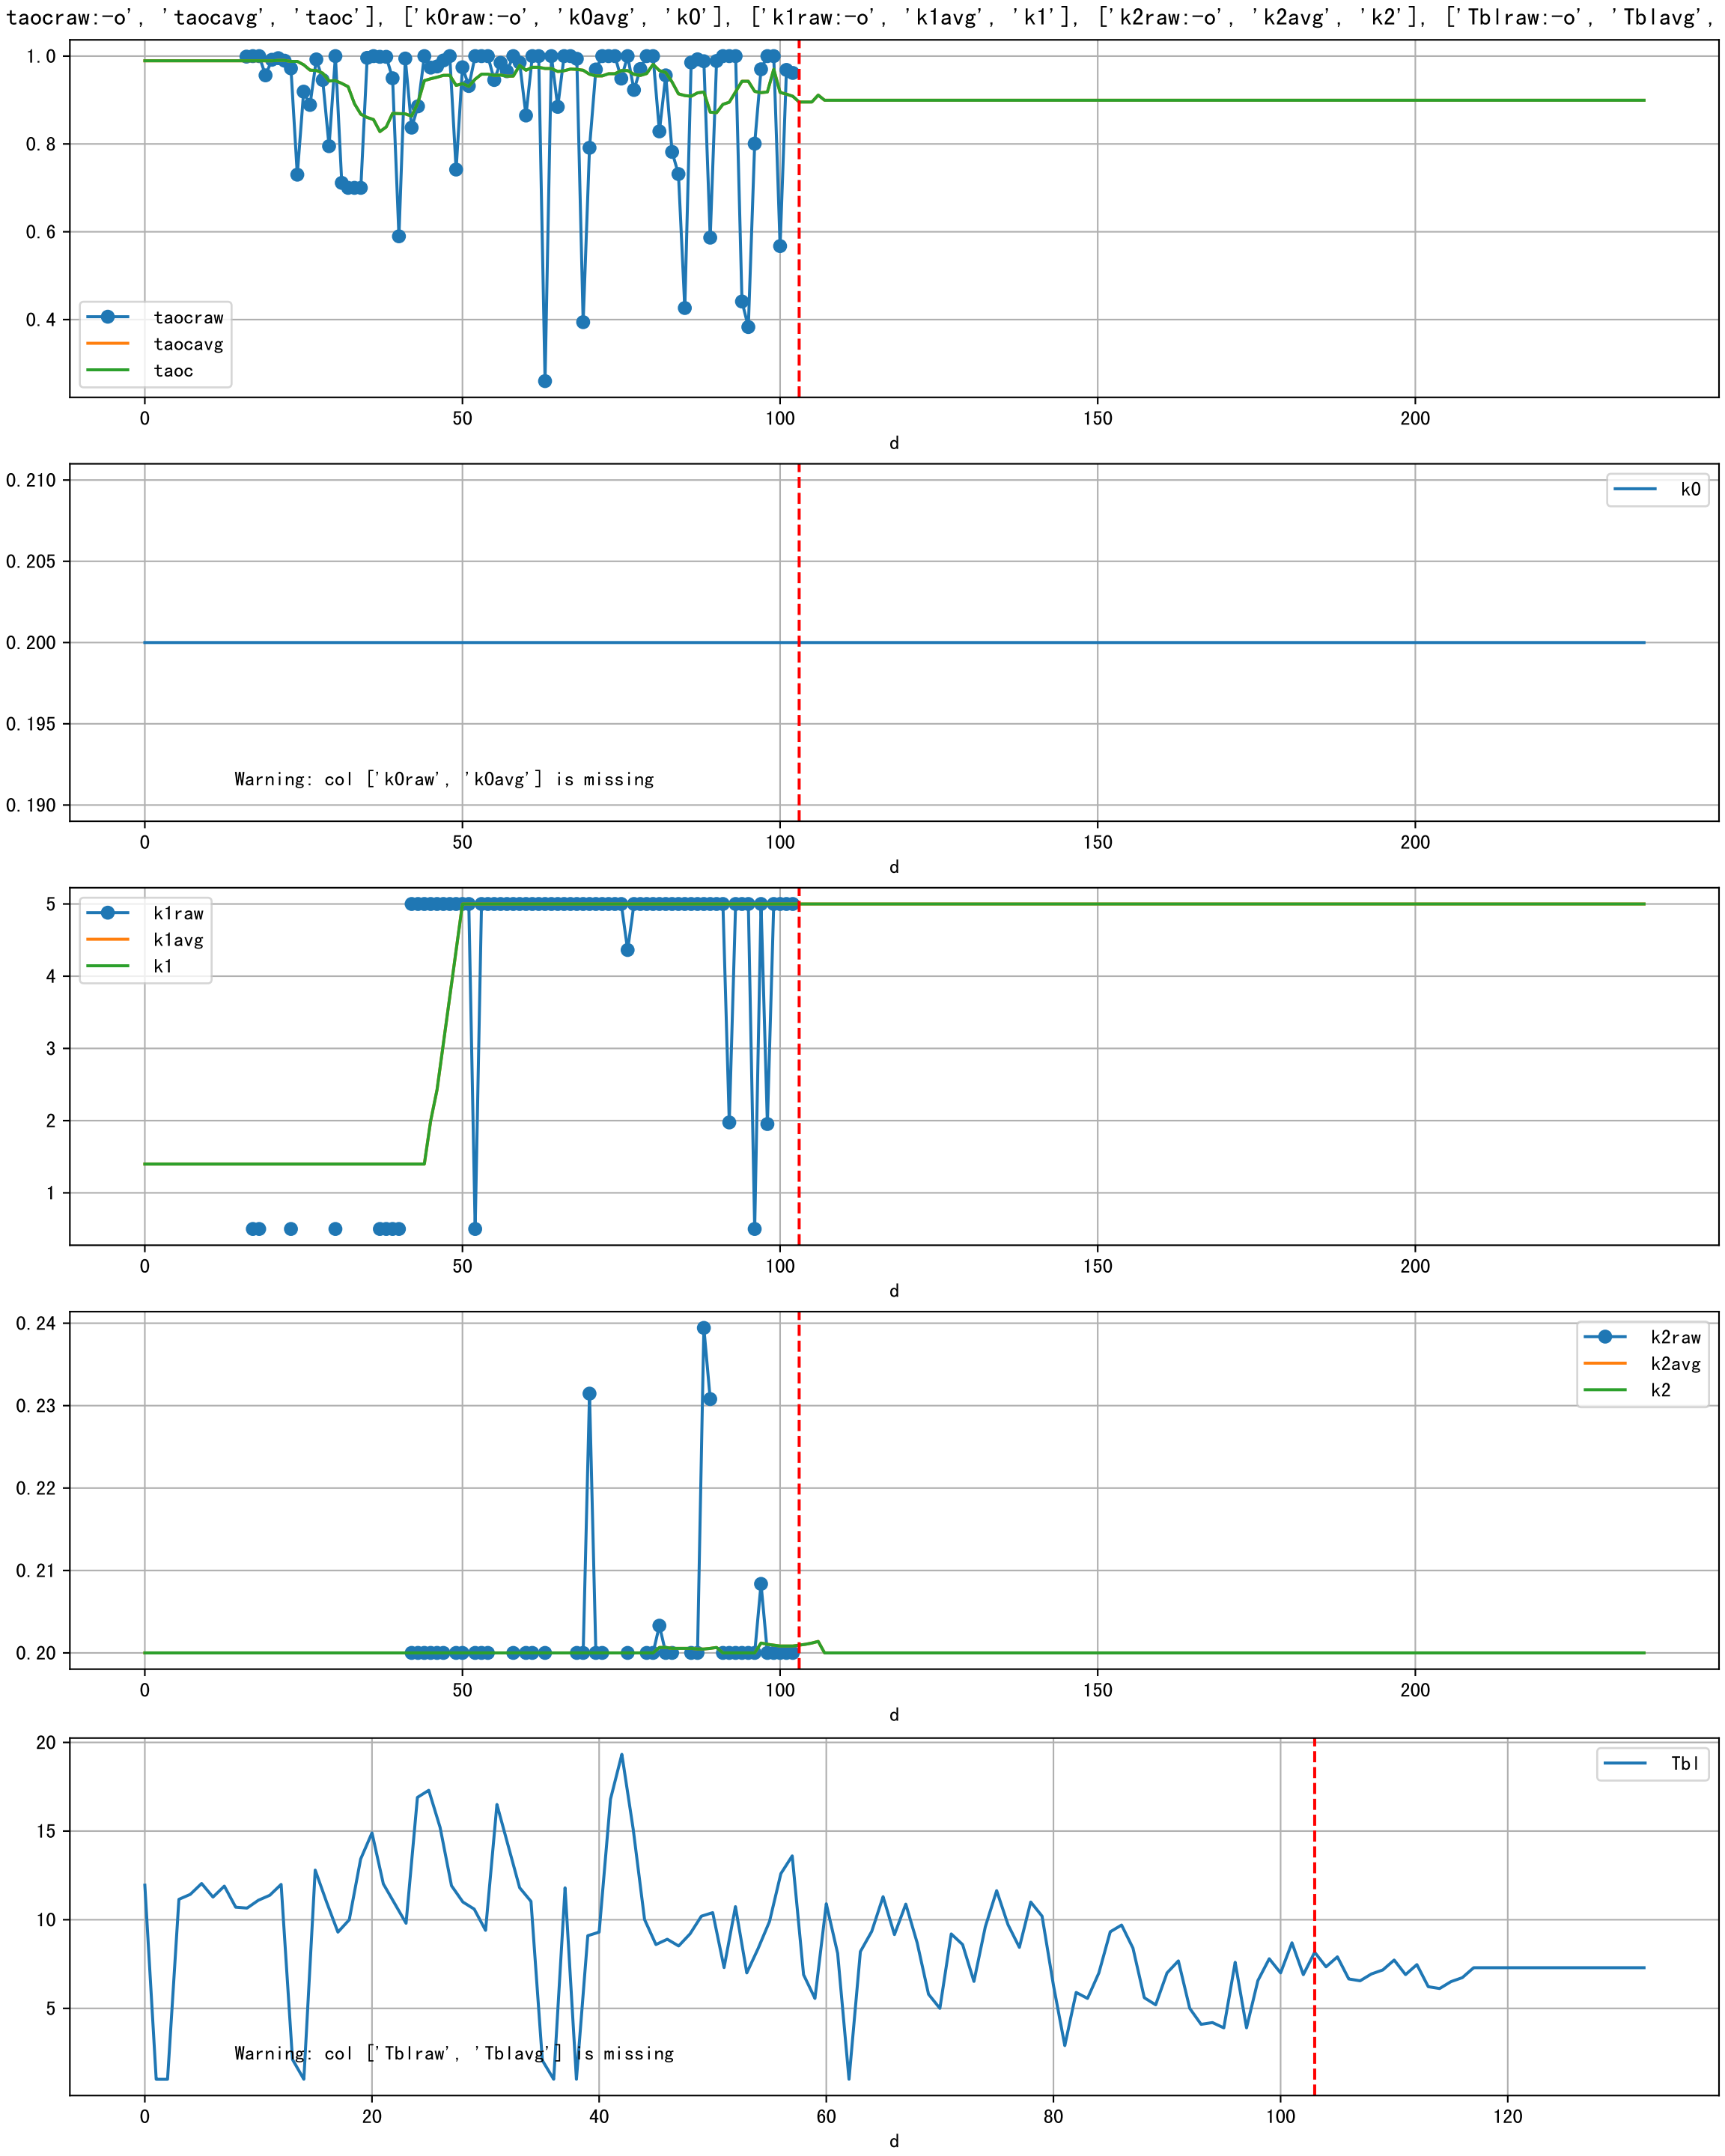 taocraw:-o', 'taocavg', 'taoc'], ['k0raw:-o', 'k0avg', 'k0'], ['k1raw:-o', 'k1avg', 'k1'], ['k2raw:-o', 'k2avg', 'k2'], ['Tblraw:-o', 'Tblavg',
1.0
0.8
0.6
0.4
taocraw
taocavg
taoc
0 50 100 150 200
d
0.210
0.205
0.200
0.195
0.190
k0
Warning: col ['k0raw', 'k0avg'] is missing
0 50 100 150 200
d
5
4
3
2
1
k1raw
k1avg
k1
0 50 100 150 200
d
0.24
0.23
0.22
0.21
0.20
k2raw
k2avg
k2
0 50 100 150 200
d
20
15
10
5
Tbl
Warning: col ['Tblraw', 'Tblavg'] is missing
0 20 40 60 80 100 120
d